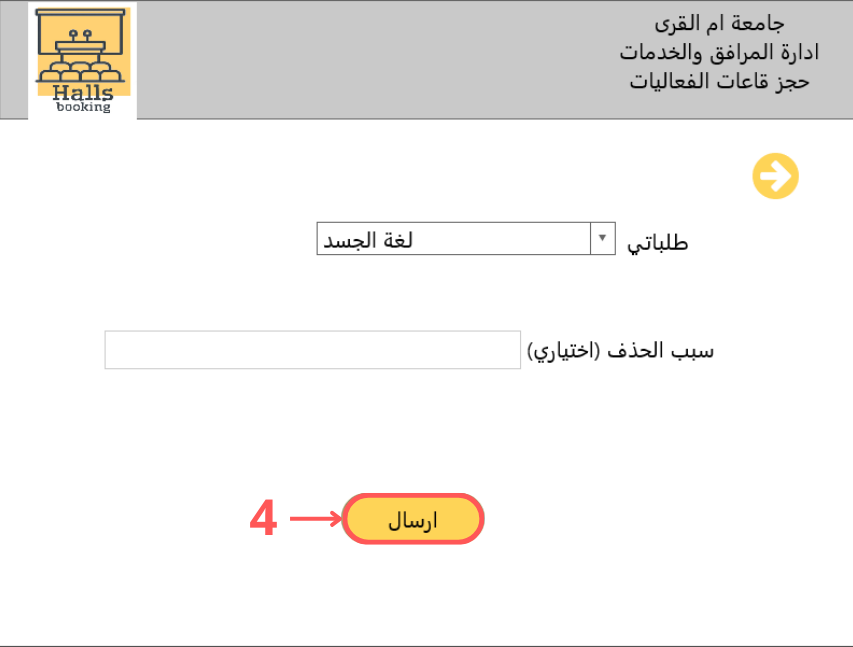 جامعة ام القرى
ادارة المرافق والخدمات
حجز قاعات الفعاليات
Halls
booking
طلباتي
لغة الجسد
سبب الحذف (اختياري)
ارسال
4